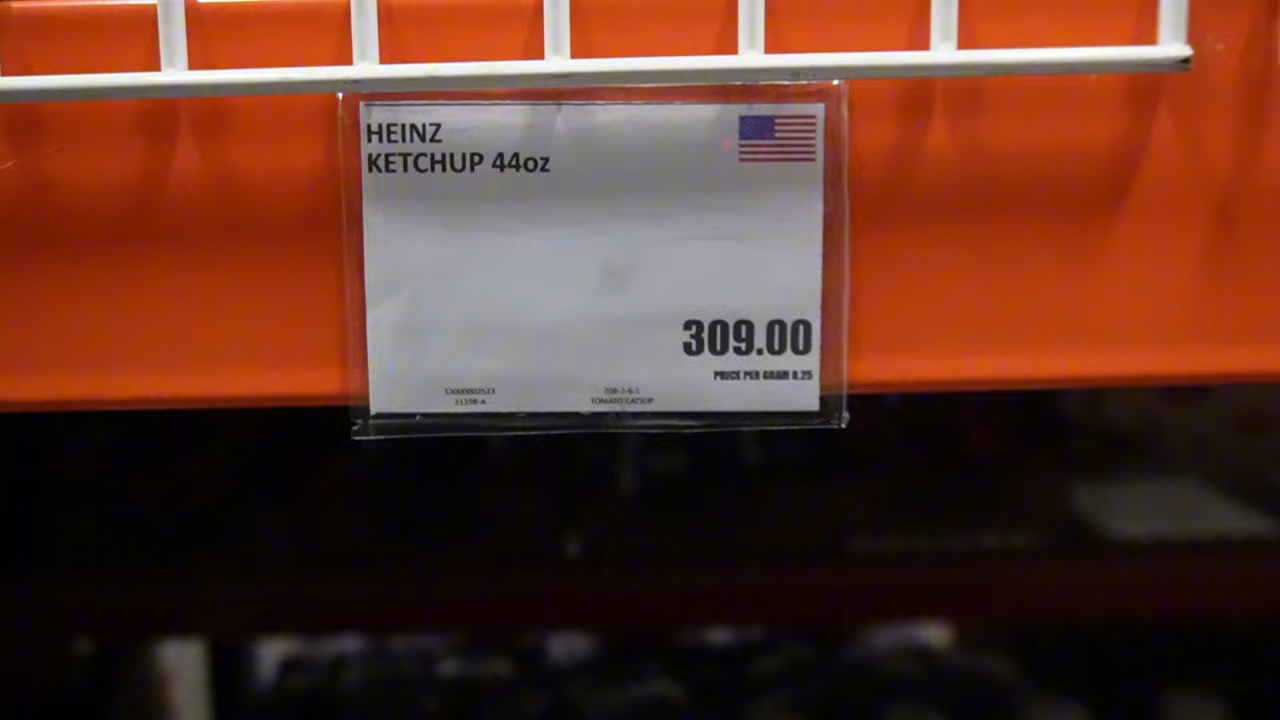 HEINZ
KETCHUP 44oz
309.00
PRICE PER GRAM 0.25
TOMATO CATSUP